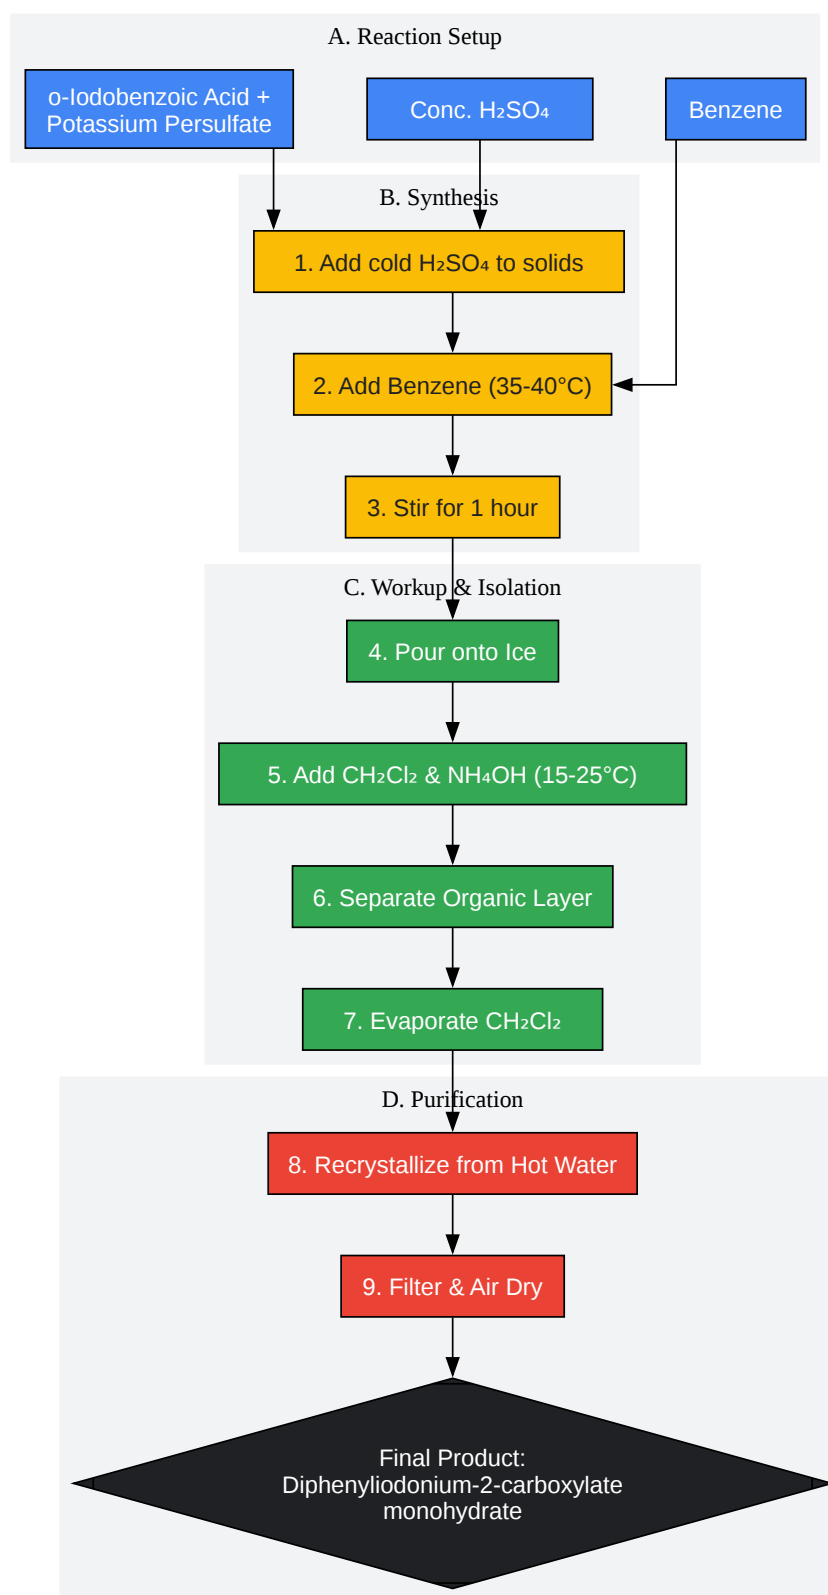 A. Reaction Setup
o-Iodobenzoic Acid +
Potassium Persulfate
Conc. H₂SO₄
Benzene
B. Synthesis
1. Add cold H₂SO₄ to solids
2. Add Benzene (35-40°C)
3. Stir for 1 hour
C. Workup & Isolation
4. Pour onto Ice
5. Add CH₂Cl₂ & NH₄OH (15-25°C)
6. Separate Organic Layer
7. Evaporate CH₂Cl₂
D. Purification
8. Recrystallize from Hot Water
9. Filter & Air Dry
Final Product:
Diphenyliodonium-2-carboxylate
monohydrate